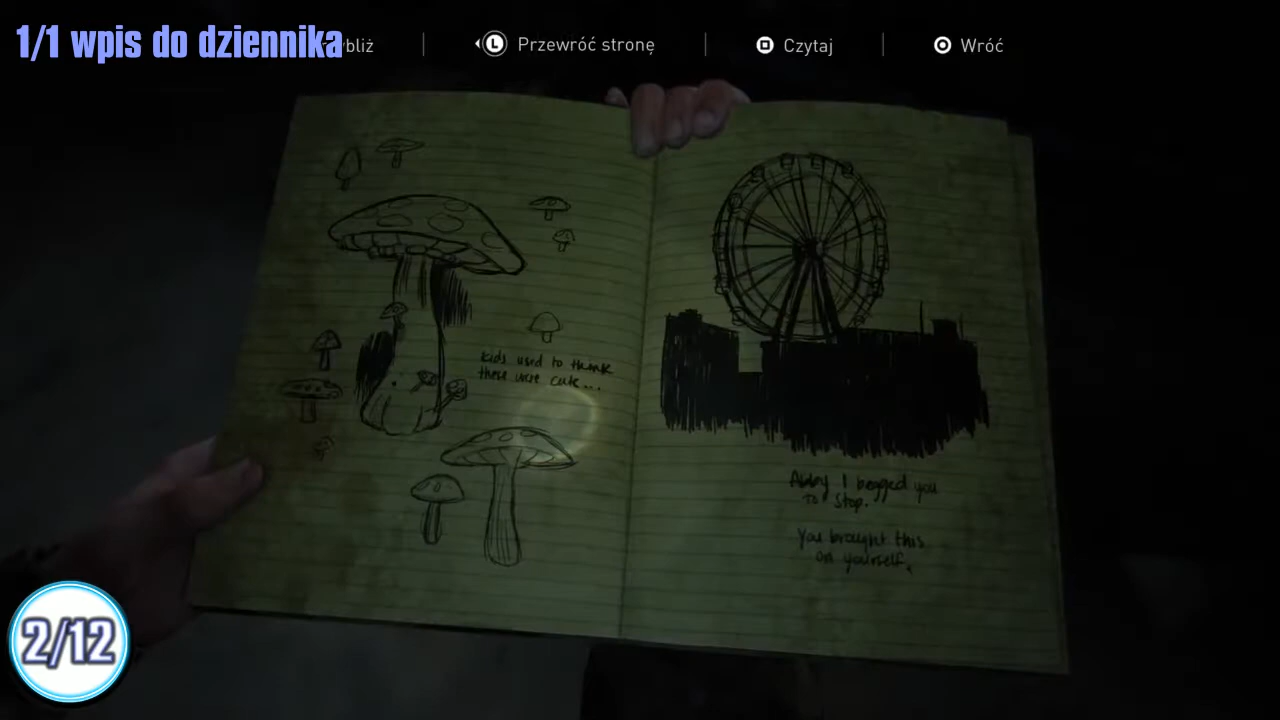 1/1 wpis do dziennika
bliż
Przewróć stronę
Czytaj
Wróć
L
kids used to think
these were cute...
Abby I begged you
to stop.
You brought this
on yourself.
2/12